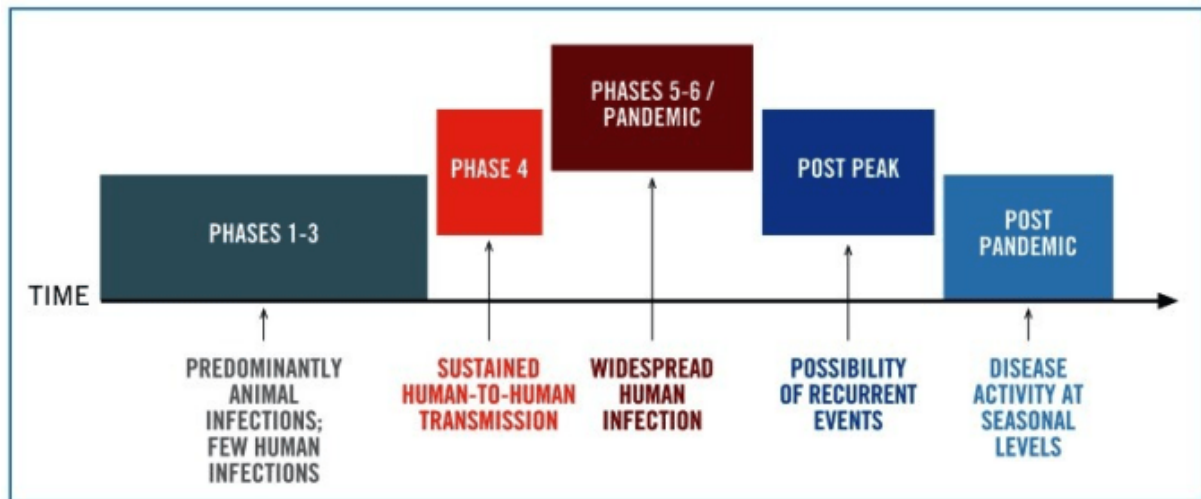 PHASES 5-6 /
PANDEMIC
PHASE 4
POST PEAK
PHASES 1-3
POST
PANDEMIC
TIME
PREDOMINANTLY
ANIMAL
INFECTIONS;
FEW HUMAN
INFECTIONS
SUSTAINED
HUMAN-TO-HUMAN
TRANSMISSION
WIDESPREAD
HUMAN
INFECTION
POSSIBILITY
OF RECURRENT
EVENTS
DISEASE
ACTIVITY AT
SEASONAL
LEVELS